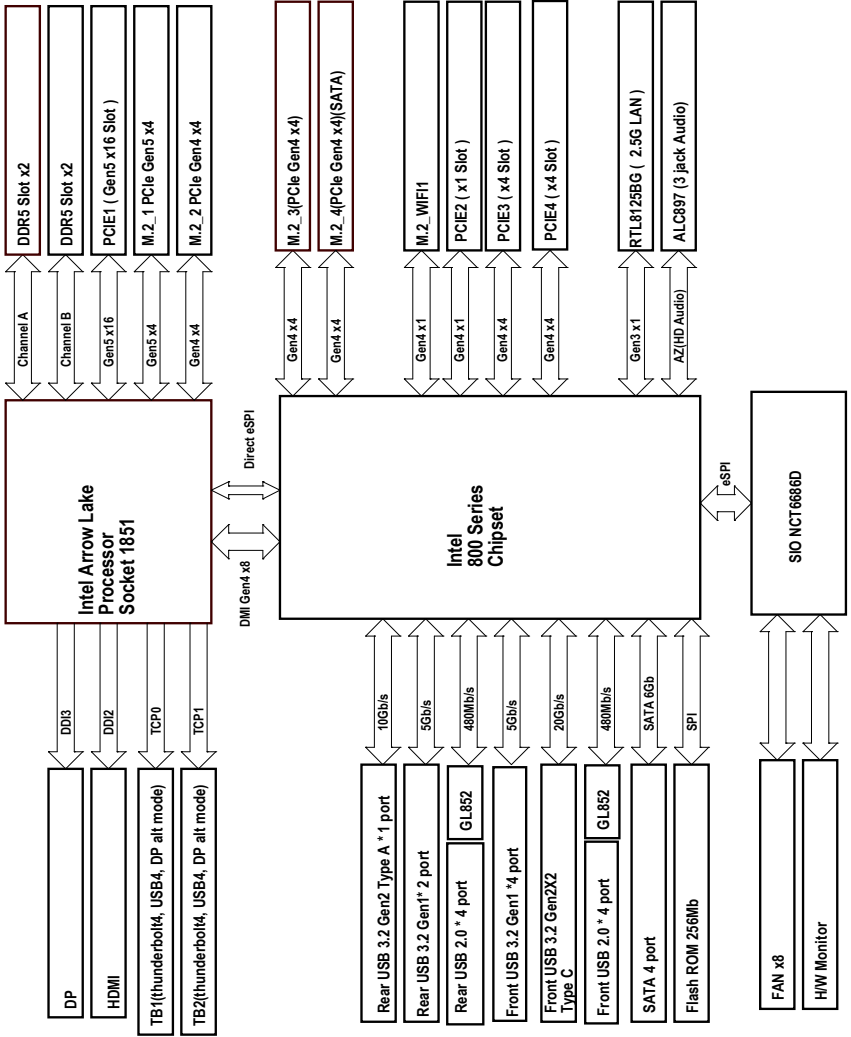 DDR5 Slot x2
DDR5 Slot x2
PCIE1 ( Gen5 x16 Slot )
M.2_1 PCIe Gen5 x4
M.2_2 PCIe Gen4 x4
M.2_3(PCIe Gen4 x4)
M.2_4(PCIe Gen4 x4)(SATA)
M.2_WIFI1
PCIE2 ( x1 Slot )
PCIE3 ( x4 Slot )
PCIE4 ( x4 Slot )
RTL8125BG ( 2.5G LAN )
ALC897 (3 jack Audio)
Channel A
Channel B
Gen5 x16
Gen5 x4
Gen4 x4
Gen4 x4
Gen4 x4
Gen4 x1
Gen4 x1
Gen4 x4
Gen4 x4
Gen3 x1
AZ(HD Audio)
Intel Arrow Lake
Processor
Socket 1851
Direct eSPI
DMI Gen4 x8
Intel
800 Series
Chipset
eSPI
SIO NCT6686D
DDI3
DDI2
TCP0
TCP1
10Gb/s
5Gb/s
480Mb/s
5Gb/s
20Gb/s
480Mb/s
SATA 6Gb
SPI
DP
HDMI
TB1(thunderbolt4, USB4, DP alt mode)
TB2(thunderbolt4, USB4, DP alt mode)
Rear USB 3.2 Gen2 Type A *1 port
Rear USB 3.2 Gen1* 2 port
GL852
Rear USB 2.0 * 4 port
Front USB 3.2 Gen1 *4 port
Front USB 3.2 Gen2X2
Type C
GL852
Front USB 2.0 * 4 port
SATA 4 port
Flash ROM 256Mb
FAN x8
H/W Monitor